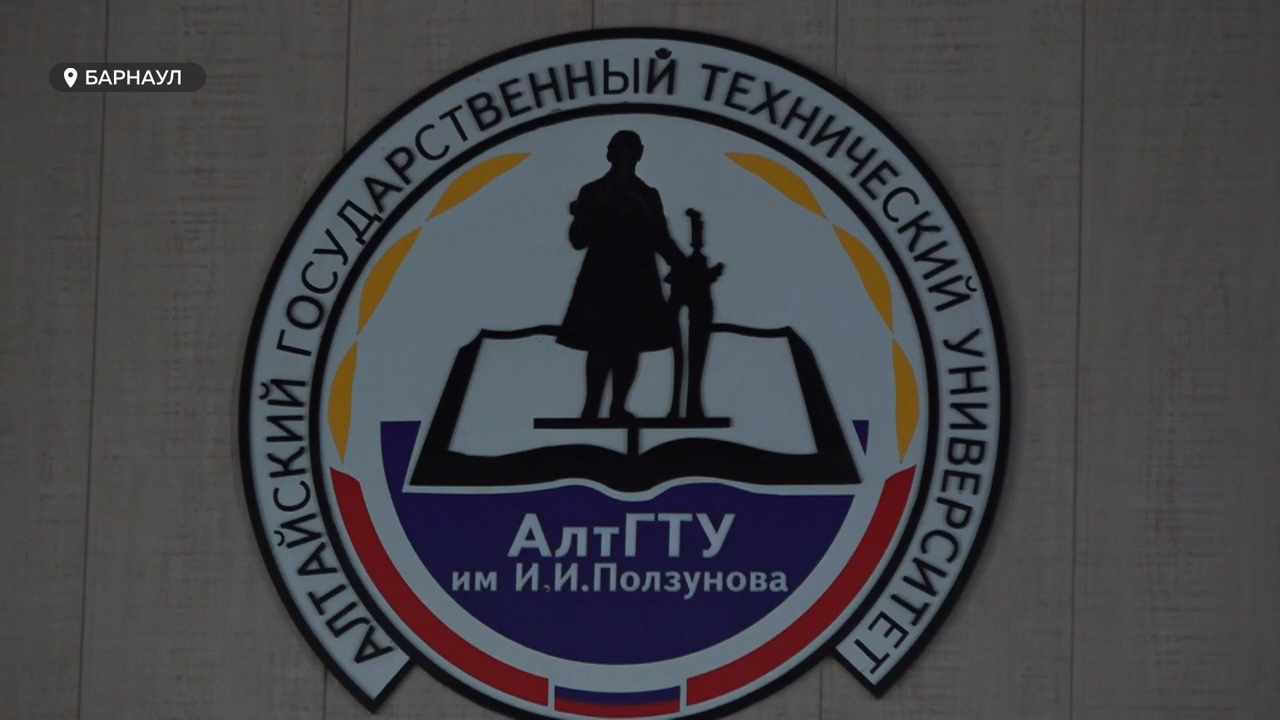 БАРНАУЛ
АЛТАЙСКИЙ ГОСУДАРСТВЕННЫЙ ТЕХНИЧЕСКИЙ УНИВЕРСИТЕТ
АлтГТУ
им И.И.Ползунова